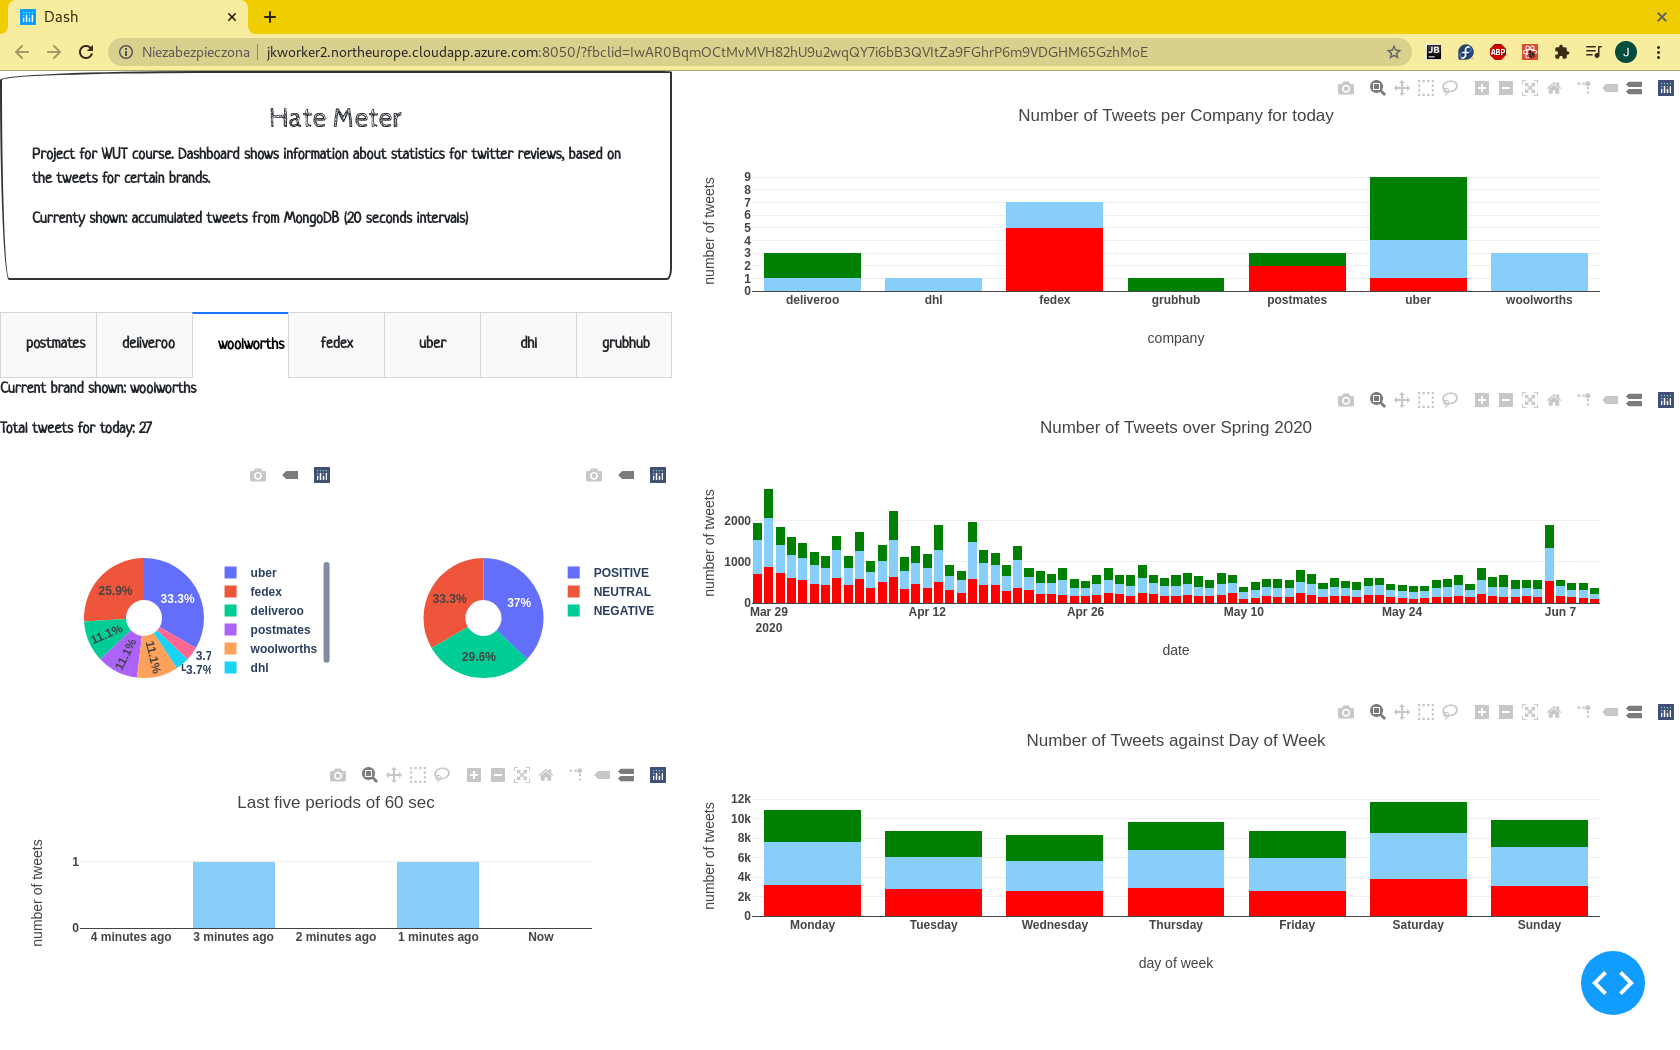 Dash
Niezabezpieczona
jkworker2.northeurope.cloudapp.azure.com:8050/?fbclid=IwAR0BqmOCtMvMVH82hU9u2wqQY7i6bB3QVItZa9FGhrP6m9VDGHM65GzhMoE
JB
ABP
J
Hate Meter
Project for WUT course. Dashboard shows information about statistics for twitter reviews, based on
the tweets for certain brands.
Currenty shown: accumulated tweets from MongoDB (20 seconds intervals)
postmates
deliveroo
woolworths
fedex
uber
dhl
grubhub
Current brand shown: woolworths
Total tweets for today: 27
33.3%
25.9%
11.1%
11.1%
11.1%
3.7
3.7%
uber
fedex
deliveroo
postmates
woolworths
dhl
37%
33.3%
29.6%
POSITIVE
NEUTRAL
NEGATIVE
Last five periods of 60 sec
number of tweets
1
0
4 minutes ago
3 minutes ago
2 minutes ago
1 minutes ago
Now
Number of Tweets per Company for today
number of tweets
9
8
7
6
5
4
3
2
1
0
deliveroo
dhl
fedex
grubhub
postmates
uber
woolworths
company
Number of Tweets over Spring 2020
number of tweets
2000
1000
0
Mar 29
2020
Apr 12
Apr 26
May 10
May 24
Jun 7
date
Number of Tweets against Day of Week
number of tweets
12k
10k
8k
6k
4k
2k
0
Monday
Tuesday
Wednesday
Thursday
Friday
Saturday
Sunday
day of week